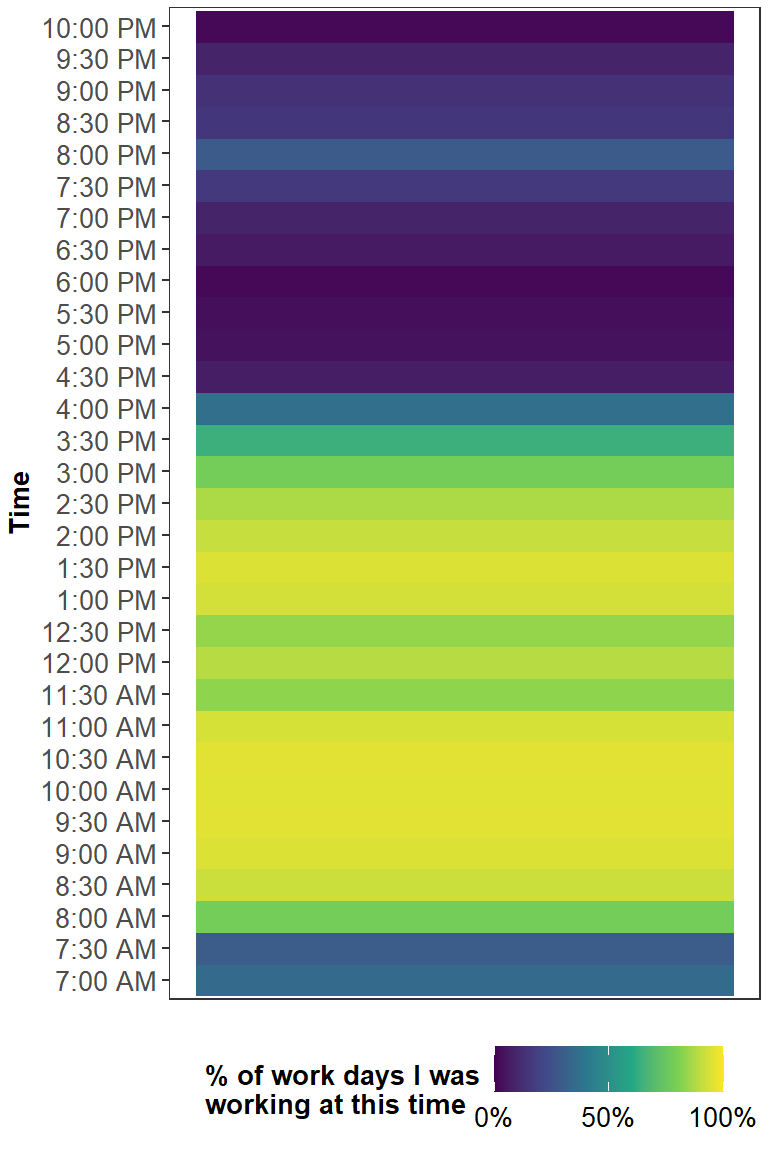 10:00 PM
9:30 PM
9:00 PM
8:30 PM
8:00 PM
7:30 PM
7:00 PM
6:30 PM
6:00 PM
5:30 PM
5:00 PM
4:30 PM
4:00 PM
3:30 PM
3:00 PM
2:30 PM
2:00 PM
1:30 PM
1:00 PM
12:30 PM
12:00 PM
11:30 AM
11:00 AM
10:30 AM
10:00 AM
9:30 AM
9:00 AM
8:30 AM
8:00 AM
7:30 AM
7:00 AM
Time
% of work days I was
working at this time
0% 50% 100%